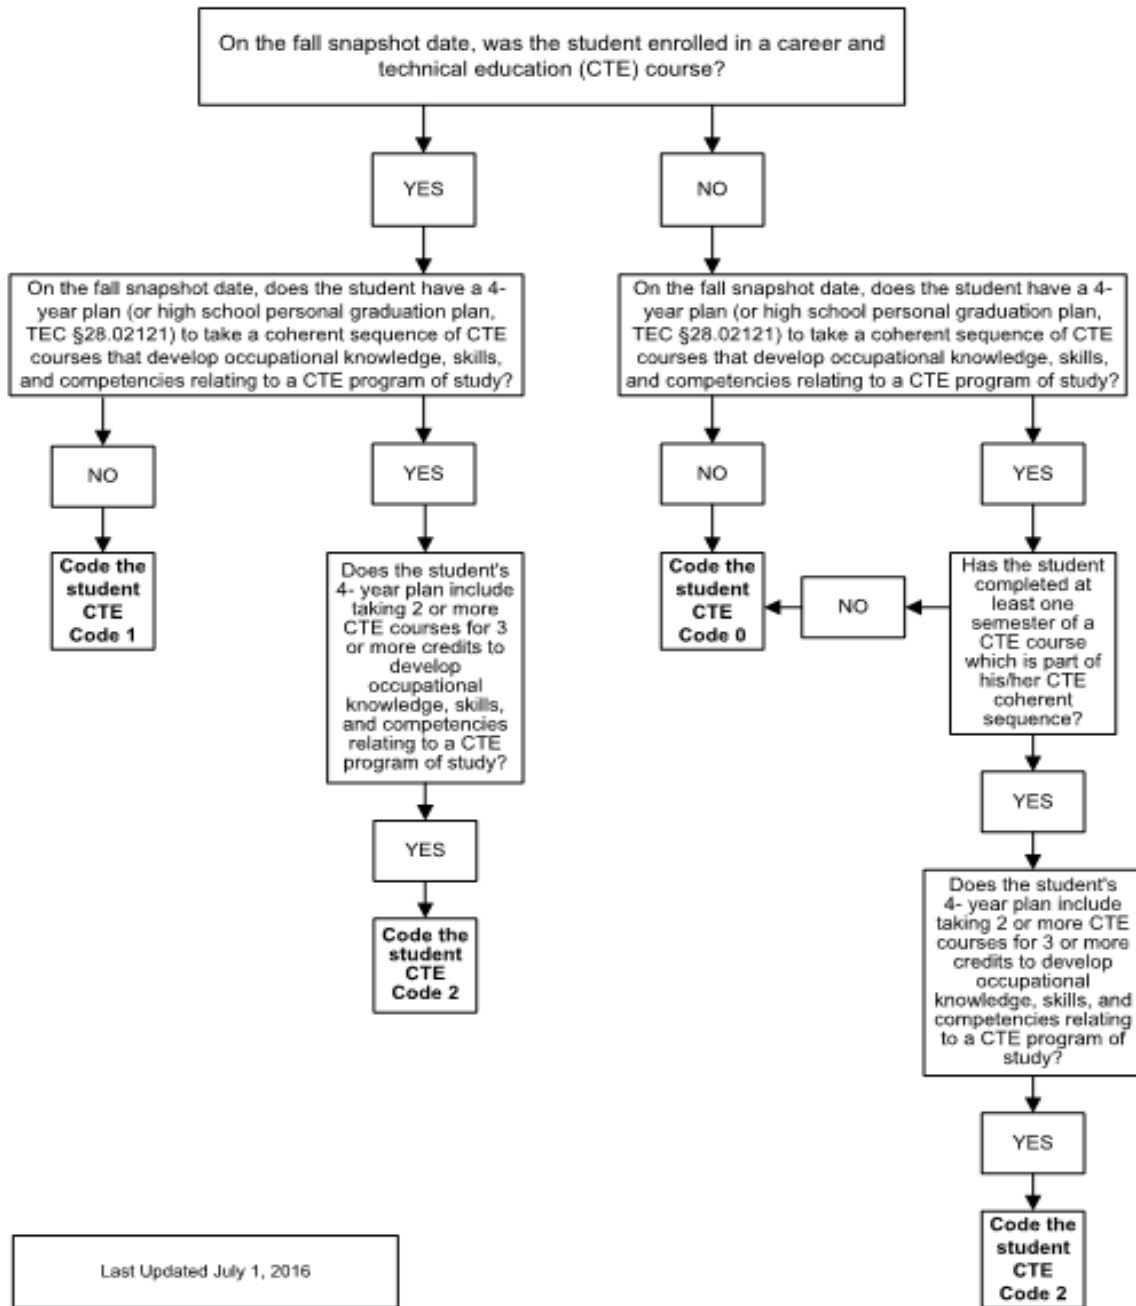 On the fall snapshot date, was the student enrolled in a career and
technical education (CTE) course?
YES
NO
On the fall snapshot date, does the student have a 4-
year plan (or high school personal graduation plan,
TEC §28.02121) to take a coherent sequence of CTE
courses that develop occupational knowledge, skills,
and competencies relating to a CTE program of study?
On the fall snapshot date, does the student have a 4-
year plan (or high school personal graduation plan,
TEC §28.02121) to take a coherent sequence of CTE
courses that develop occupational knowledge, skills,
and competencies relating to a CTE program of study?
NO
YES
NO
YES
Code the
student
CTE
Code 1
Does the student's
4- year plan include
taking 2 or more
CTE courses for 3
or more credits to
develop
occupational
knowledge, skills,
and competencies
relating to a CTE
program of study?
Code the
student
CTE
Code 0
NO
Has the student
completed at
least one
semester of a
CTE course
which is part of
his/her CTE
coherent
sequence?
YES
YES
Code the
student
CTE
Code 2
Does the student's
4- year plan include
taking 2 or more CTE
courses for 3 or more
credits to develop
occupational
knowledge, skills, and
competencies relating
to a CTE program of
study?
YES
Code the
student
CTE
Code 2
Last Updated July 1, 2016